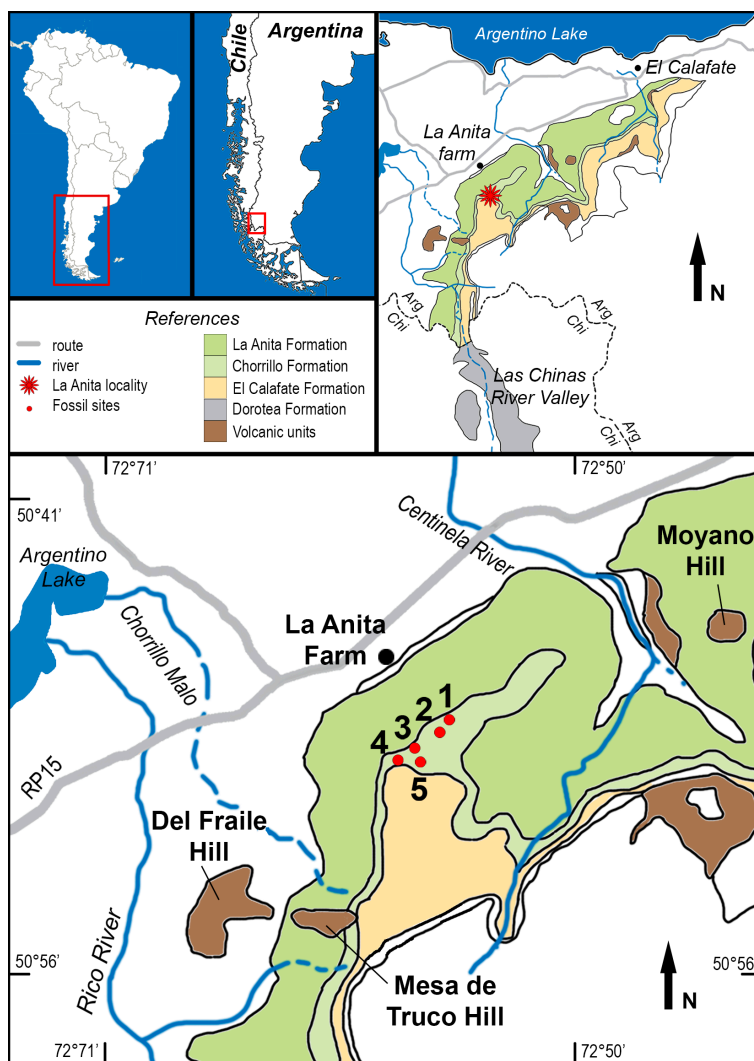 Chile
Argentina
Argentino Lake
El Calafate
La Anita
farm
N
Arg
Chi
Arg
Chi
Las Chinas
River Valley
Arg
Chi
References
route
river
La Anita locality
Fossil sites
La Anita Formation
Chorrillo Formation
El Calafate Formation
Dorotea Formation
Volcanic units
72°71’
72°50’
50°41’
Argentino
Lake
Chorrillo Malo
Centinela River
Moyano
Hill
La Anita
Farm
1
2
3
4
5
RP15
Del Fraile
Hill
Rico River
Mesa de
Truco Hill
50°56’
50°56’
N
72°71’
72°50’